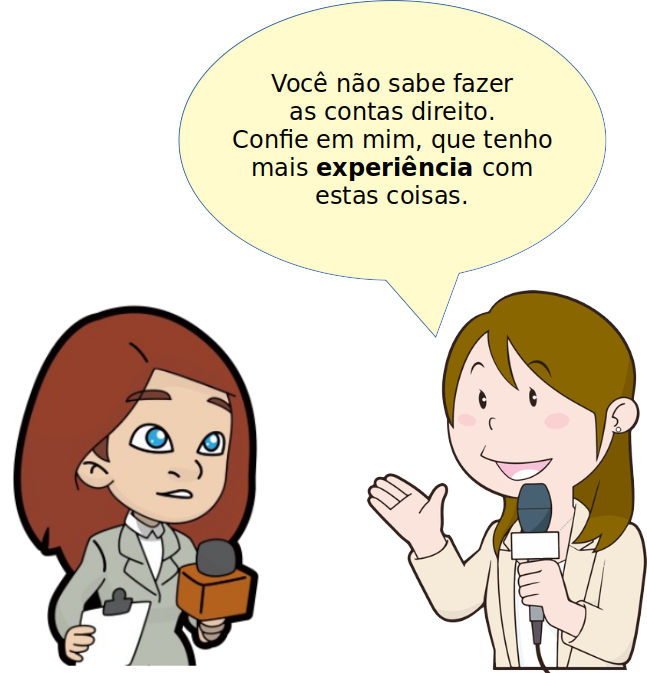 Você não sabe fazer
as contas direito.
Confie em mim, que tenho
mais experiência com
estas coisas.